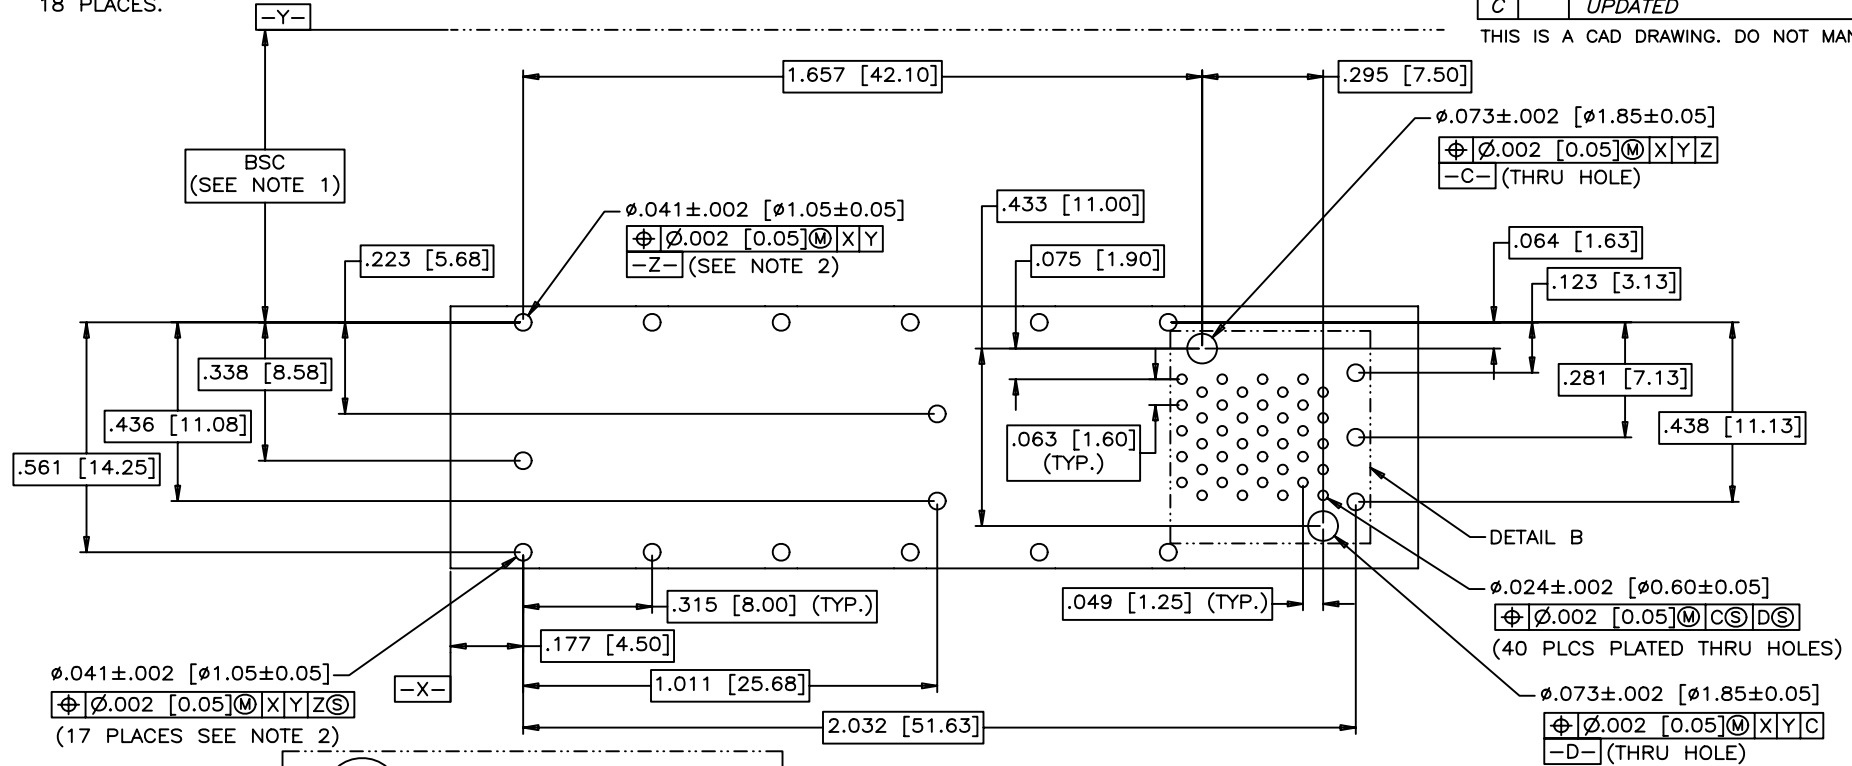 18 PLACES.
-Y-
C UPDATED
THIS IS A CAD DRAWING. DO NOT MAN
1.657 [42.10]
.295 [7.50]
ø.073±.002 [ø1.85±0.05]
⌖ Ø.002 [0.05]Ⓜ X Y Z
-C- (THRU HOLE)
BSC
(SEE NOTE 1)
ø.041±.002 [ø1.05±0.05]
⌖ Ø.002 [0.05]Ⓜ X Y
-Z- (SEE NOTE 2)
.433 [11.00]
.064 [1.63]
.223 [5.68]
.075 [1.90]
.123 [3.13]
.338 [8.58]
.281 [7.13]
.436 [11.08]
.438 [11.13]
.063 [1.60]
(TYP.)
.561 [14.25]
DETAIL B
.315 [8.00] (TYP.)
.049 [1.25] (TYP.)
ø.024±.002 [ø0.60±0.05]
⌖ Ø.002 [0.05]Ⓜ CⓈ DⓈ
(40 PLCS PLATED THRU HOLES)
.177 [4.50]
ø.041±.002 [ø1.05±0.05]
⌖ Ø.002 [0.05]Ⓜ X Y ZⓈ
(17 PLACES SEE NOTE 2)
-X-
1.011 [25.68]
ø.073±.002 [ø1.85±0.05]
⌖ Ø.002 [0.05]Ⓜ X Y C
-D- (THRU HOLE)
2.032 [51.63]